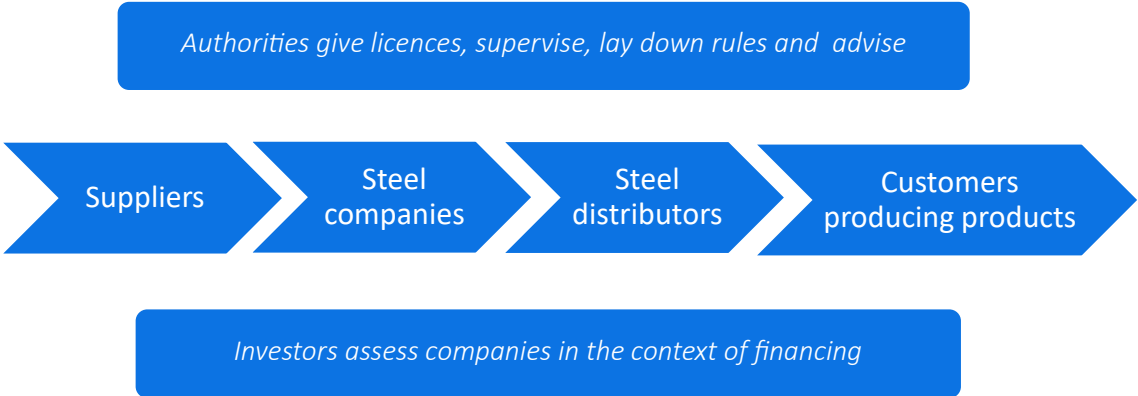 Authorities give licences, supervise, lay down rules and  advise
Suppliers
Steel
companies
Steel
distributors
Customers
producing products
Investors assess companies in the context of financing